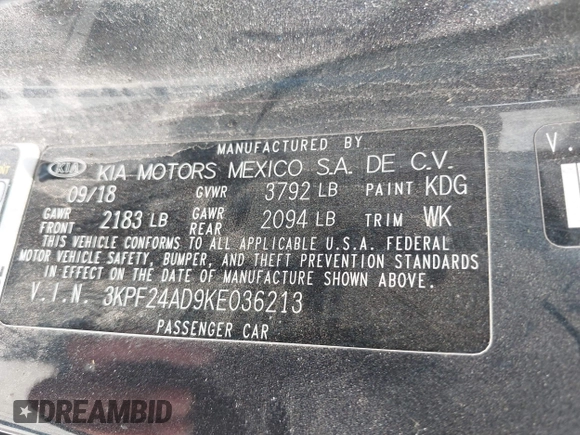 MANUFACTURED BY
KIA KIA MOTORS MEXICO S.A. DE C.V.
09/18 GVWR 3792 LB PAINT KDG
GAWR FRONT 2183 LB GAWR REAR 2094 LB TRIM WK
THIS VEHICLE CONFORMS TO ALL APPLICABLE U.S.A. FEDERAL
MOTOR VEHICLE SAFETY, BUMPER, AND THEFT PREVENTION STANDARDS
IN EFFECT ON THE DATE OF MANUFACTURE SHOWN ABOVE.
V.I.N. 3KPF24AD9KE036213
PASSENGER CAR
V.
DREAMBID